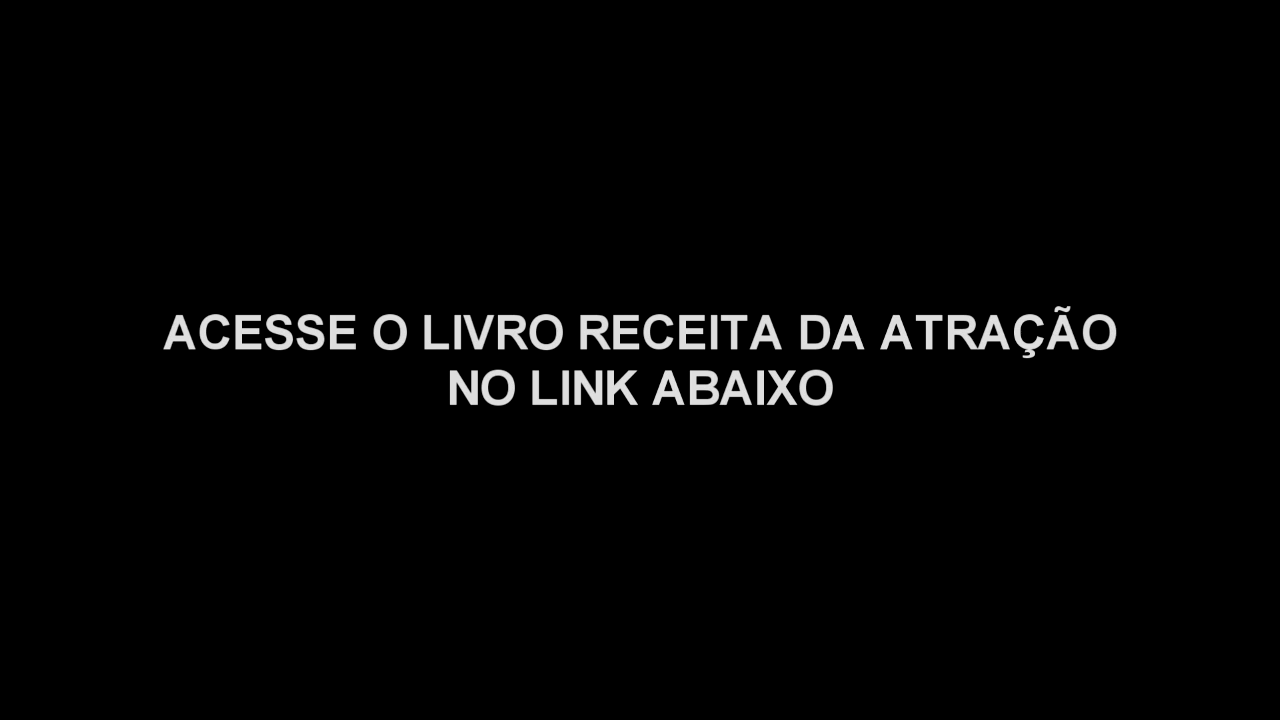 ACESSE O LIVRO RECEITA DA ATRAÇÃO
NO LINK ABAIXO